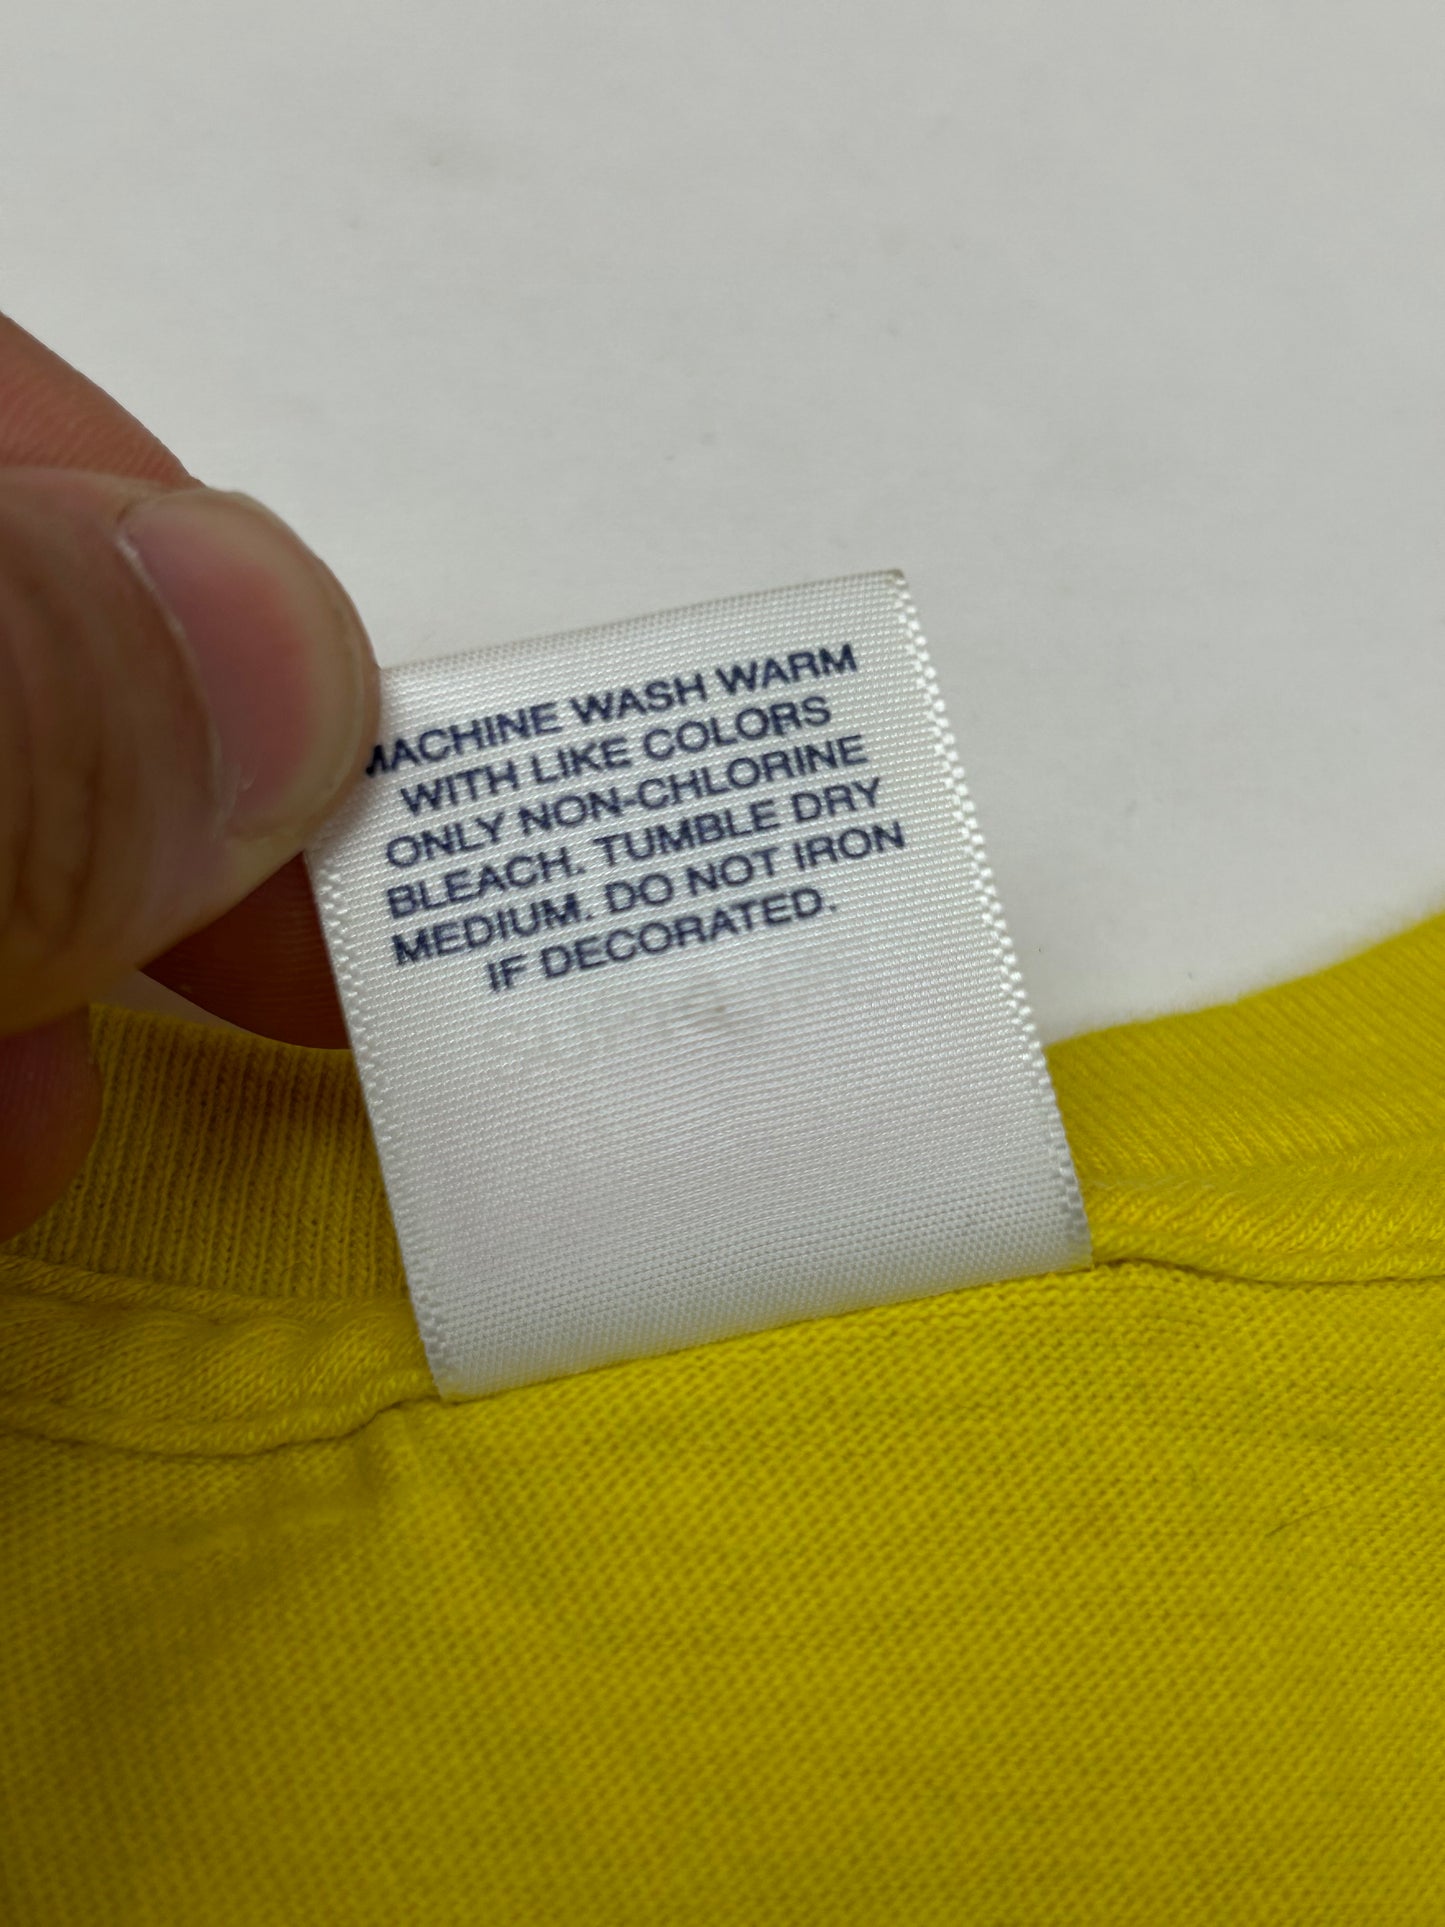 MACHINE WASH WARM
WITH LIKE COLORS
ONLY NON-CHLORINE
BLEACH. TUMBLE DRY
MEDIUM. DO NOT IRON
IF DECORATED.